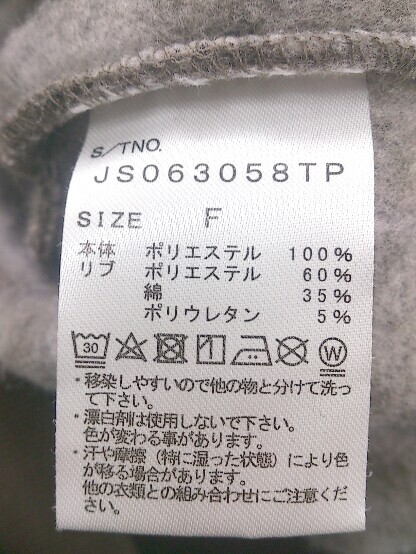 S/TNO.
JS063058TP
SIZE F
本体 ポリエステル 100%
リブ ポリエステル 60%
綿 35%
ポリウレタン 5%
30 W
・移染しやすいので他の物と分けて洗っ
て下さい。
・漂白剤は使用しないで下さい。
色が変わる事があります。
・汗や摩擦（特に湿った状態）により色
が移る場合があります。
他の衣類との組み合わせにご注意くだ
さい。